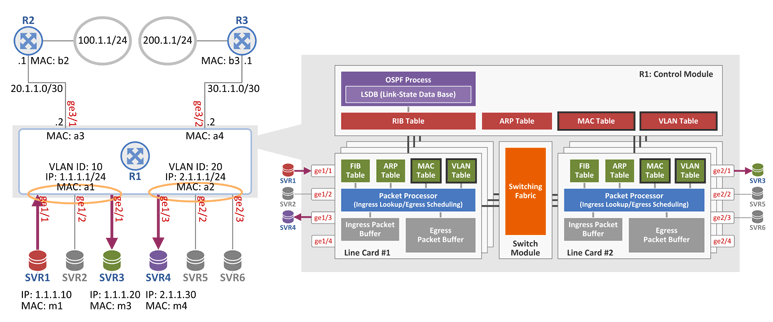 R2
R3
100.1.1/24
200.1.1/24
.1
MAC: b2
MAC: b3
.1
20.1.1.0/30
30.1.1.0/30
ge3/1
ge3/2
.2
.2
MAC: a3
MAC: a4
VLAN ID: 10
IP: 1.1.1.1/24
MAC: a1
R1
VLAN ID: 20
IP: 2.1.1.1/24
MAC: a2
ge1/1
ge1/2
ge2/1
ge1/3
ge2/2
ge2/3
SVR1
SVR2
SVR3
SVR4
SVR5
SVR6
IP: 1.1.1.10
MAC: m1
IP: 1.1.1.20
MAC: m3
IP: 2.1.1.30
MAC: m4
R1: Control Module
OSPF Process
LSDB (Link-State Data Base)
RIB Table
ARP Table
MAC Table
VLAN Table
SVR1
SVR2
SVR4
ge1/1
ge1/2
ge1/3
ge1/4
FIB Table
ARP Table
MAC Table
VLAN Table
Packet Processor
(Ingress Lookup/Egress Scheduling)
Ingress Packet Buffer
Egress Packet Buffer
Line Card #1
Switching Fabric
Switch Module
FIB Table
ARP Table
MAC Table
VLAN Table
Packet Processor
(Ingress Lookup/Egress Scheduling)
Ingress Packet Buffer
Egress Packet Buffer
Line Card #2
ge2/1
ge2/2
ge2/3
ge2/4
SVR3
SVR5
SVR6